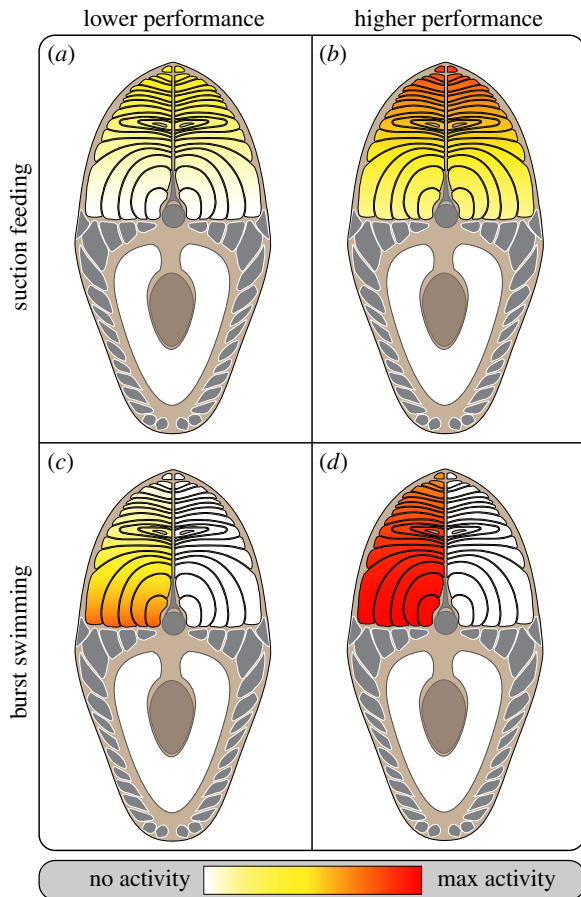 lower performance
higher performance
suction feeding
(a)
(b)
burst swimming
(c)
(d)
no activity
max activity